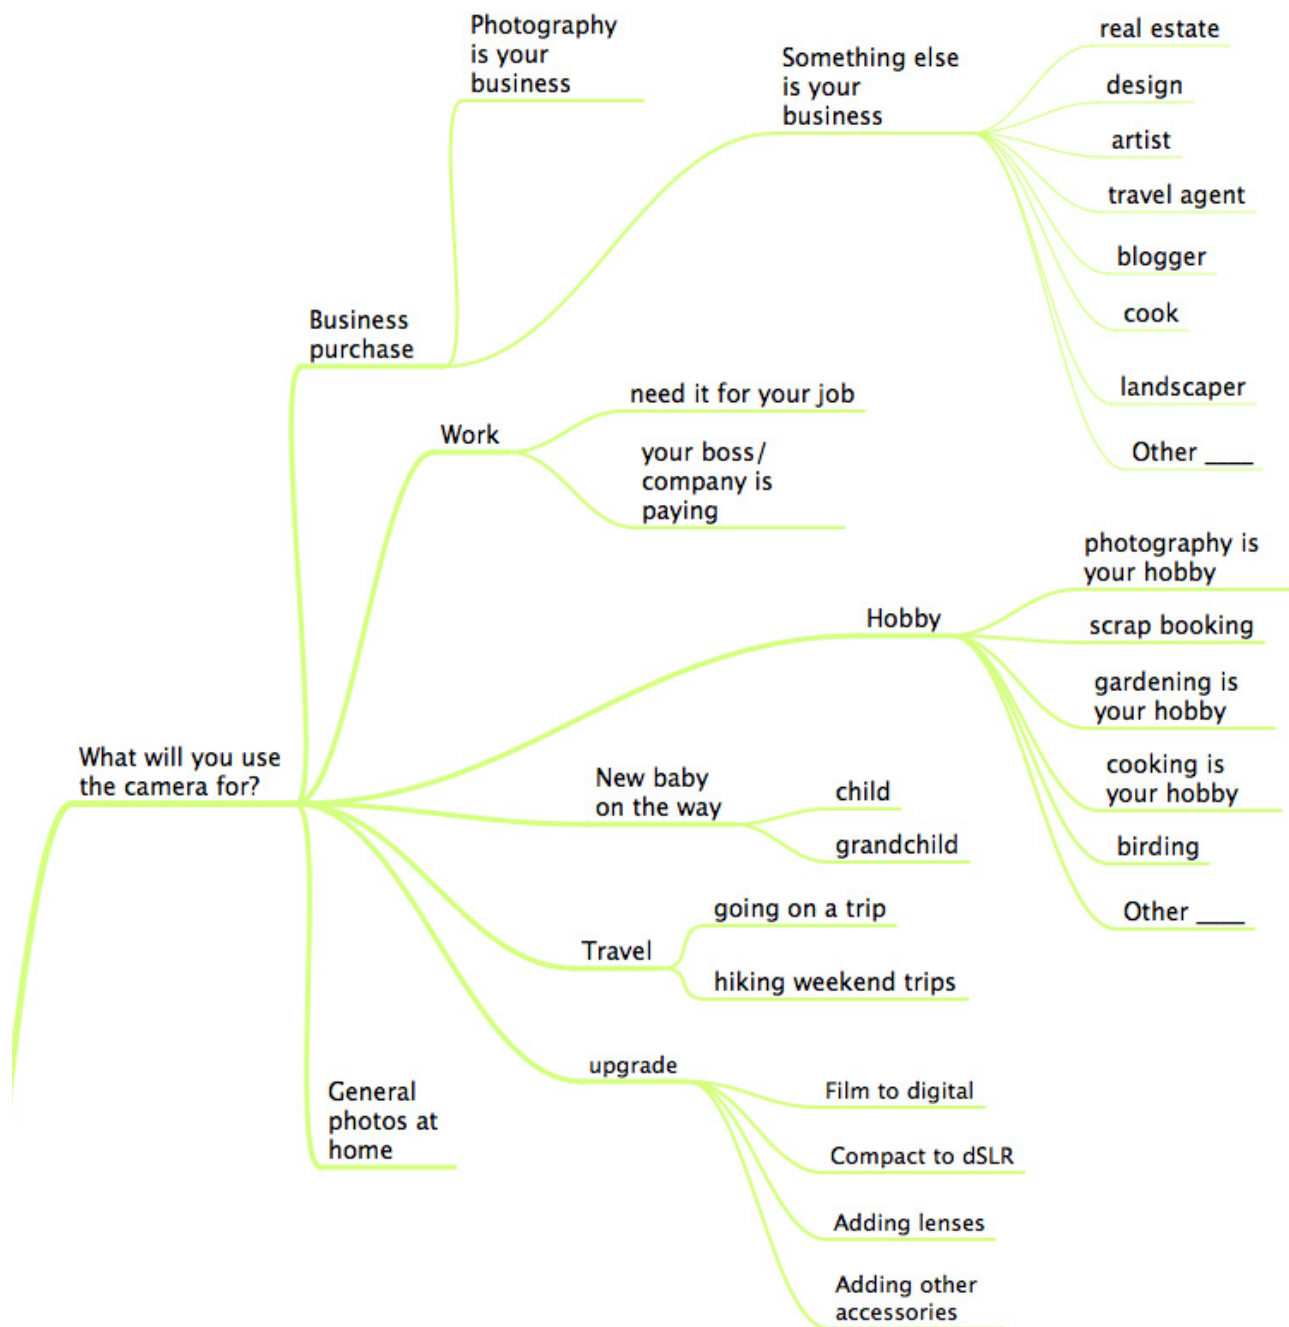 Photography
is your
business
Something else
is your
business
real estate
design
artist
travel agent
blogger
cook
landscaper
Other ____
Business
purchase
Work
need it for your job
your boss/
company is
paying
Hobby
photography is
your hobby
scrap booking
gardening is
your hobby
cooking is
your hobby
birding
Other ____
What will you use
the camera for?
New baby
on the way
child
grandchild
Travel
going on a trip
hiking weekend trips
upgrade
Film to digital
Compact to dSLR
Adding lenses
Adding other
accessories
General
photos at
home